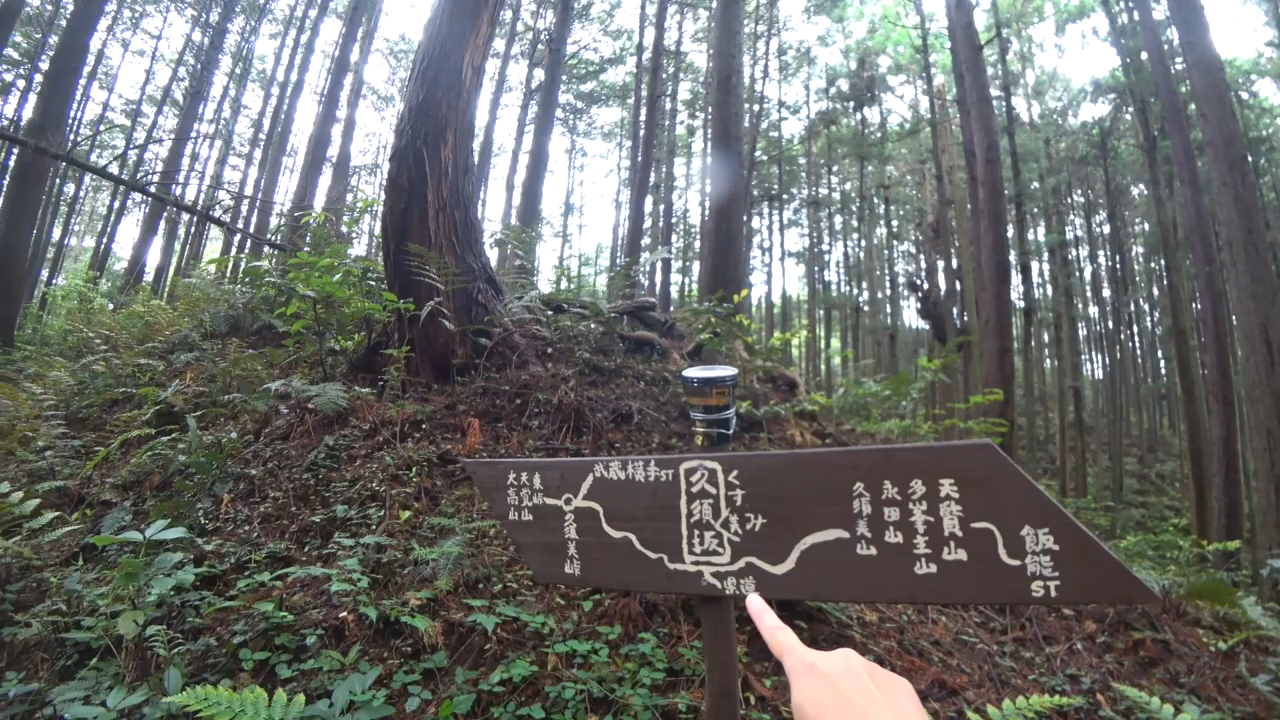 大高山
天覚山
東峠
久須美峠
武蔵横手ST
久須坂
くすみ
県道
久須美山
永田山
多峯主山
天覧山
飯能ST